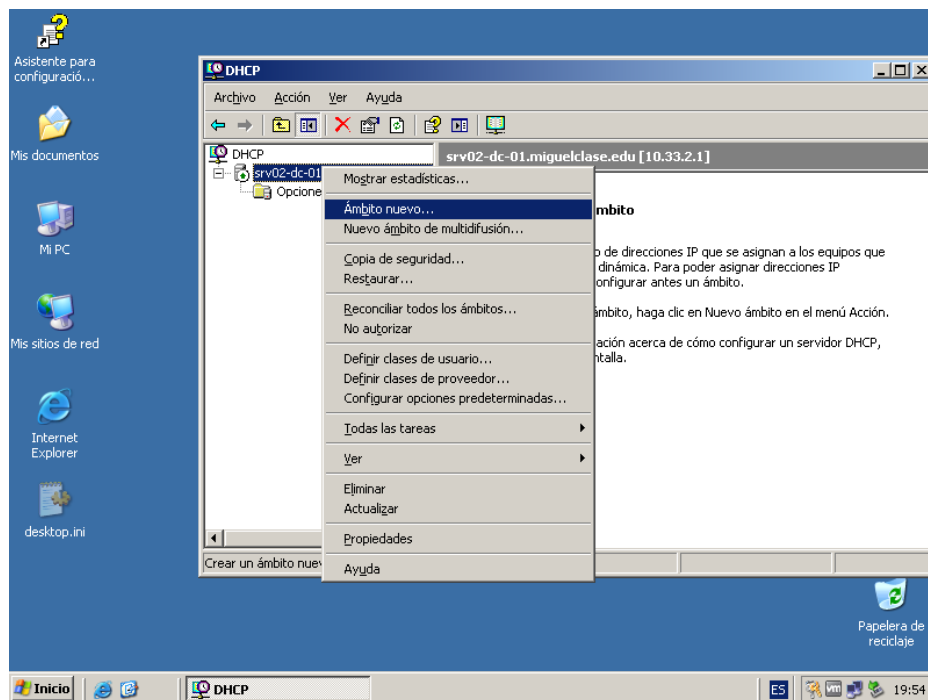 Asistente para
configuració...
Mis documentos
Mi PC
Mis sitios de red
Internet
Explorer
desktop.ini
DHCP
Archivo Acción Ver Ayuda
DHCP
srv02-dc-01
Opcione
srv02-dc-01.miguelclase.edu [10.33.2.1]
Mostrar estadísticas...
Ámbito nuevo...
Nuevo ámbito de multidifusión...
Copia de seguridad...
Restaurar...
Reconciliar todos los ámbitos...
No autorizar
Definir clases de usuario...
Definir clases de proveedor...
Configurar opciones predeterminadas...
Todas las tareas
Ver
Eliminar
Actualizar
Propiedades
Ayuda
mbito
o de direcciones IP que se asignan a los equipos que
dinámica. Para poder asignar direcciones IP
onfigurar antes un ámbito.
ámbito, haga clic en Nuevo ámbito en el menú Acción.
ación acerca de cómo configurar un servidor DHCP,
ntalla.
Crear un ámbito nuev
Papelera de
reciclaje
Inicio
DHCP
ES
vm
19:54